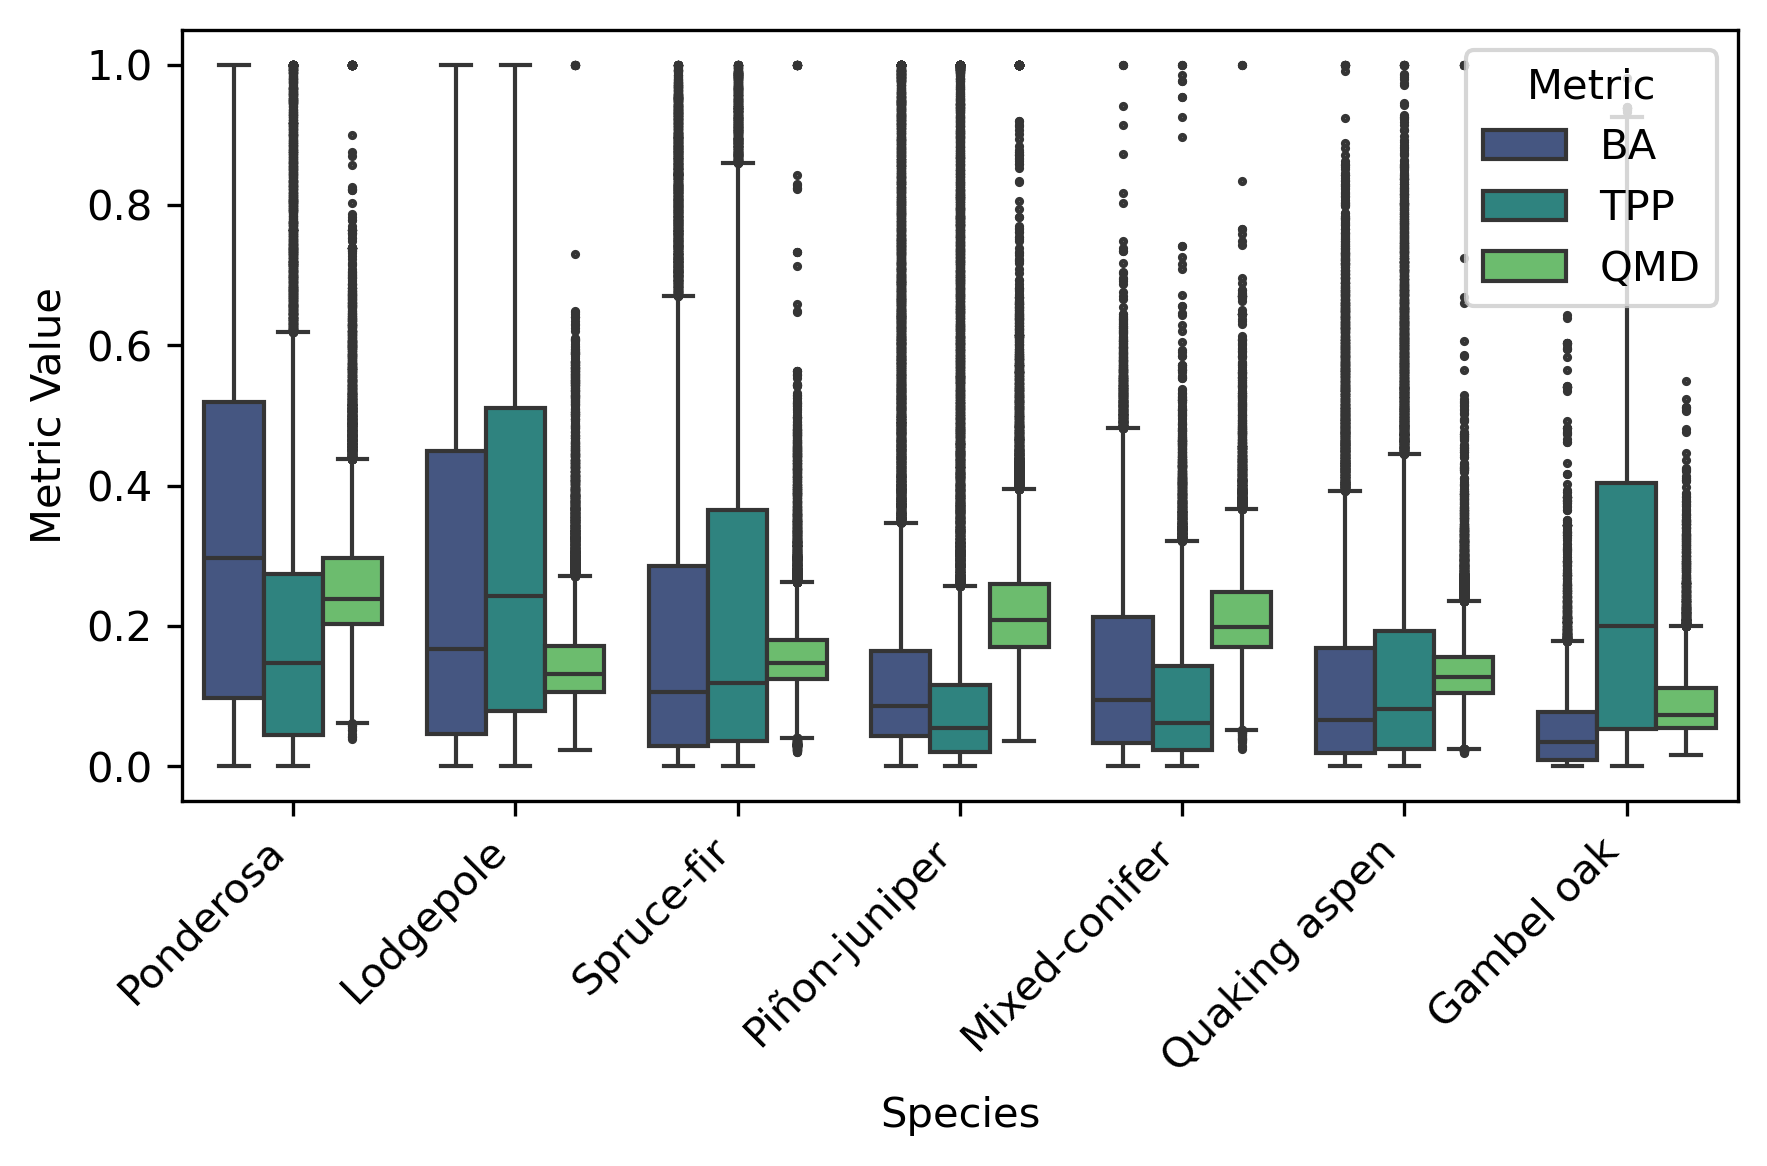 Metric
BA
TPP
QMD
Metric Value
1.0
0.8
0.6
0.4
0.2
0.0
Ponderosa
Lodgepole
Spruce-fir
Piñon-juniper
Mixed-conifer
Quaking aspen
Gambel oak
Species